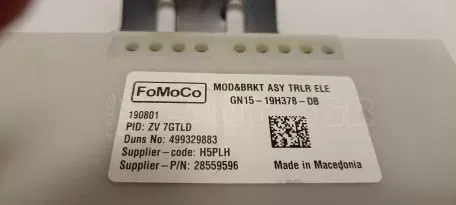 FoMoCo
MOD&BRKT ASY TRLR ELE
GN15-19H378-DB
190801
PID: ZV 7GTLD
Duns No: 499329883
Supplier-code: H5PLH
Supplier-P/N: 28559596
Made in Macedonia